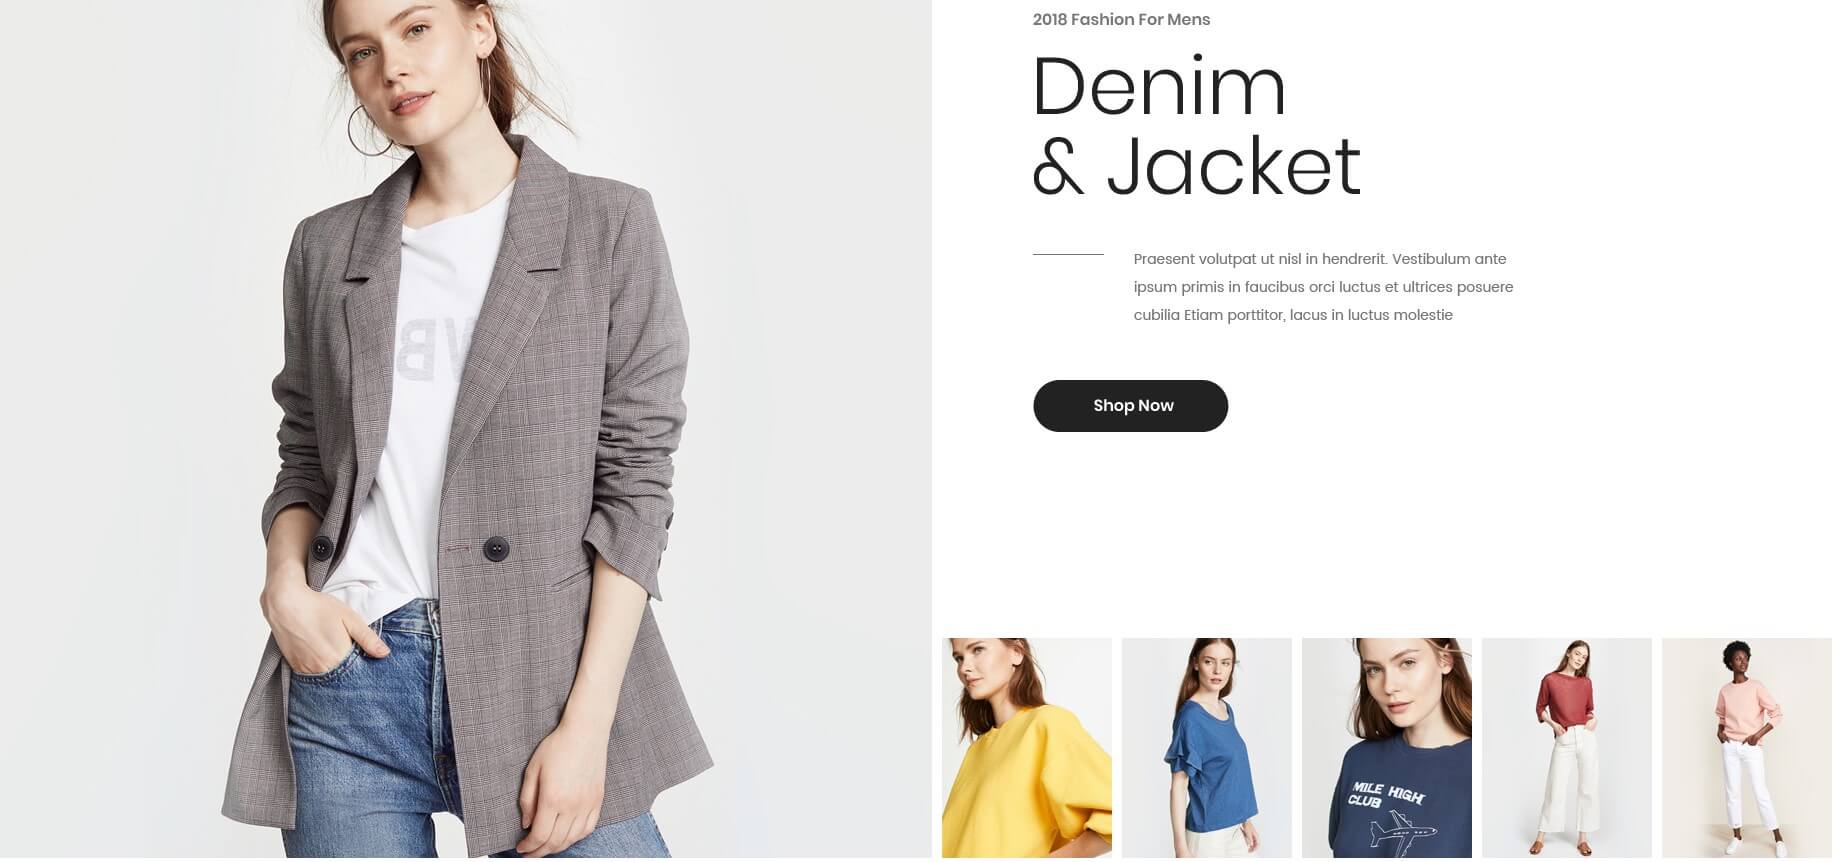 2018 Fashion For Mens
Denim
& Jacket
Praesent volutpat ut nisl in hendrerit. Vestibulum ante
ipsum primis in faucibus orci luctus et ultrices posuere
cubilia Etiam porttitor, lacus in luctus molestie
Shop Now
MILE HIGH
CLUB